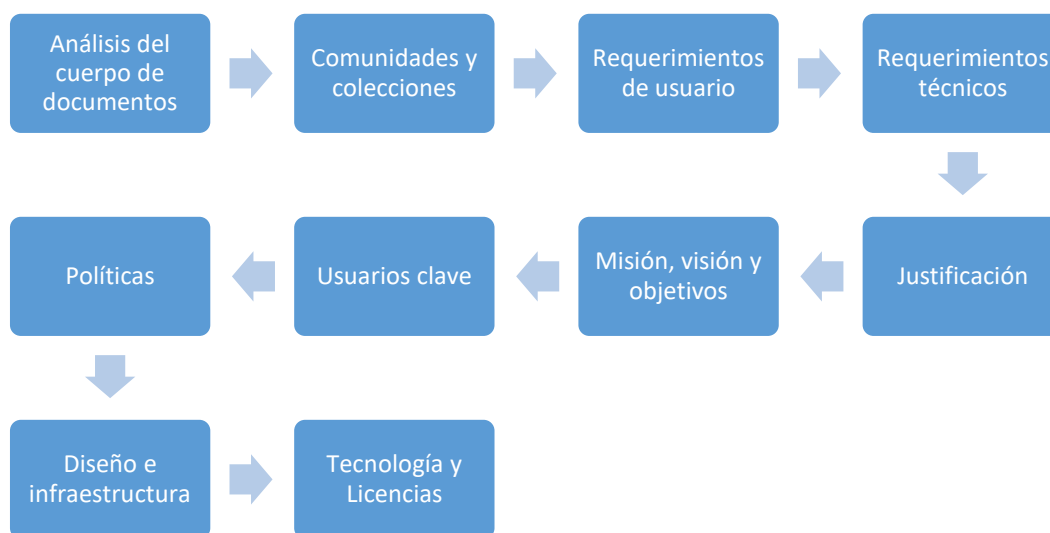 Análisis del
cuerpo de
documentos
Comunidades y
colecciones
Requerimientos
de usuario
Requerimientos
técnicos
Justificación
Misión, visión y
objetivos
Usuarios clave
Políticas
Diseño e
infraestructura
Tecnología y
Licencias